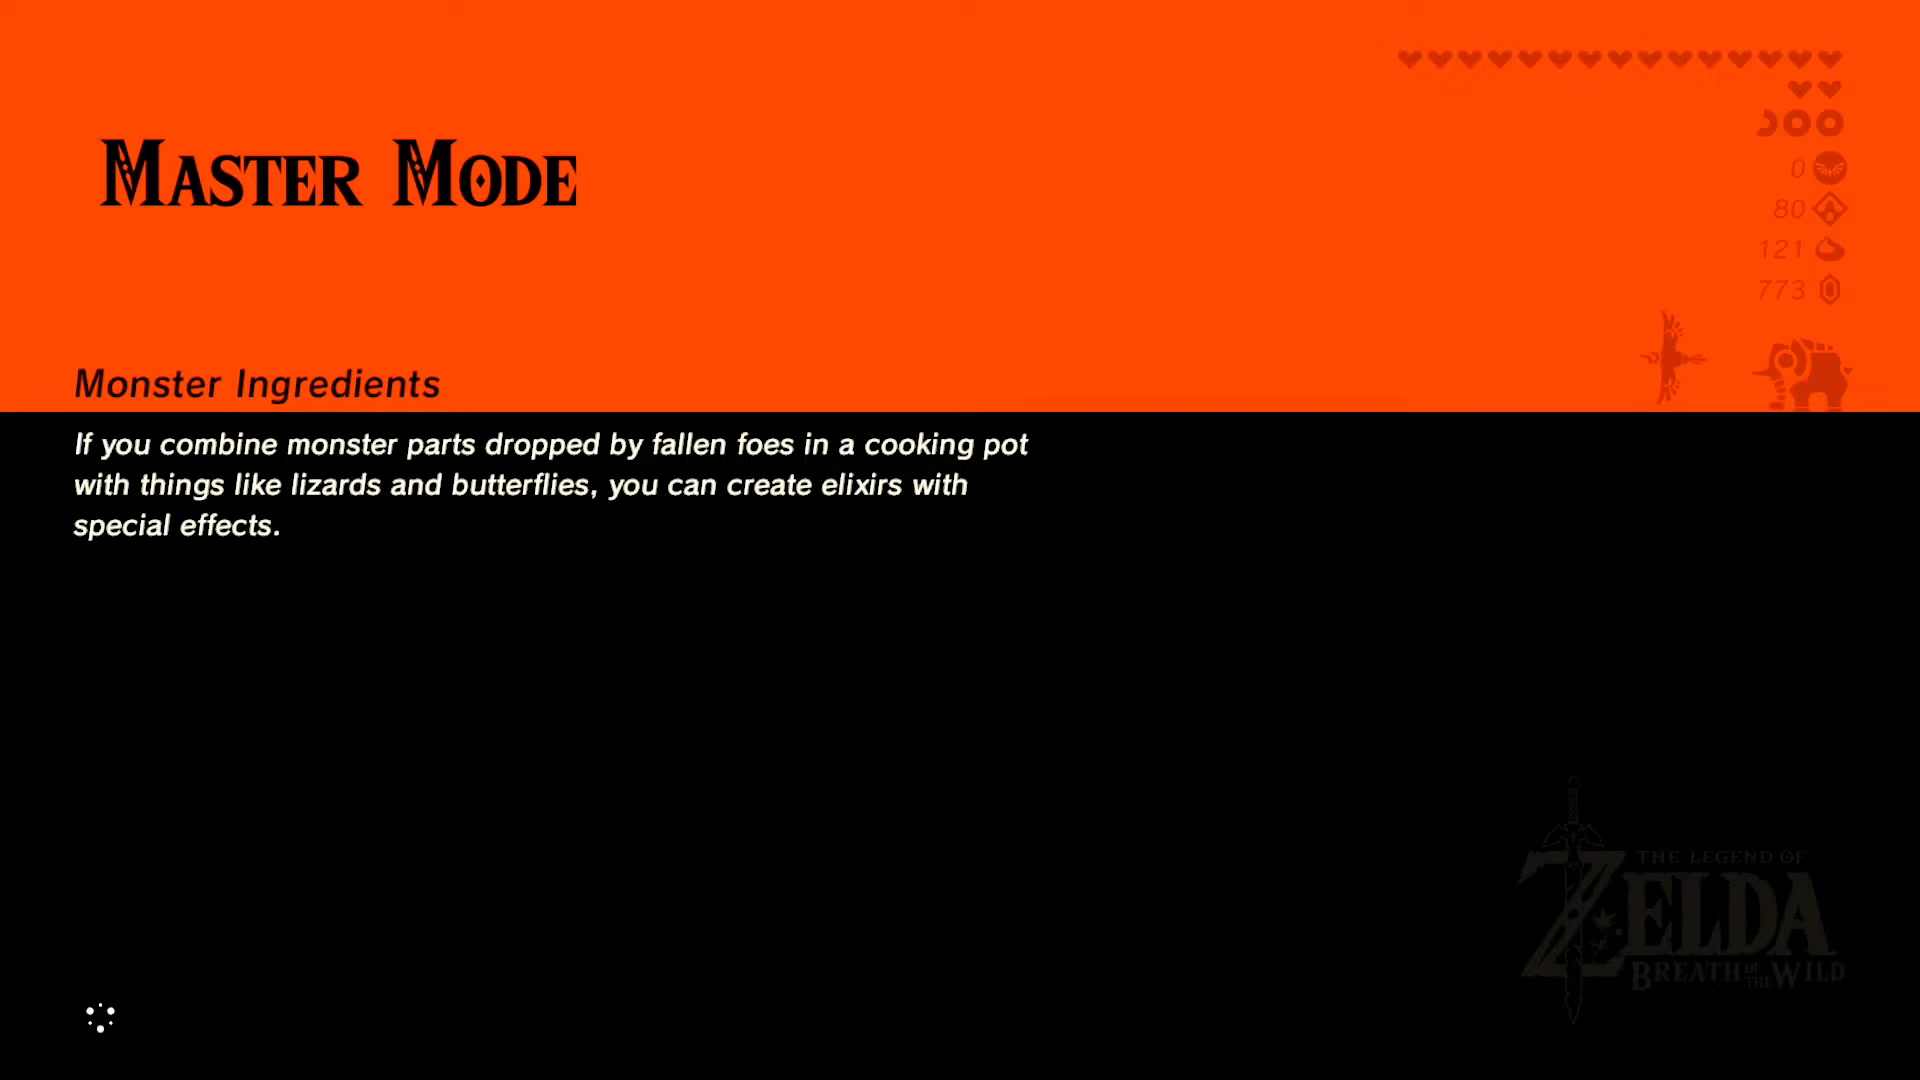 MASTER MODE
0
80
121
773
Monster Ingredients
If you combine monster parts dropped by fallen foes in a cooking pot
with things like lizards and butterflies, you can create elixirs with
special effects.
THE LEGEND OF
ZELDA
BREATH OF THE WILD